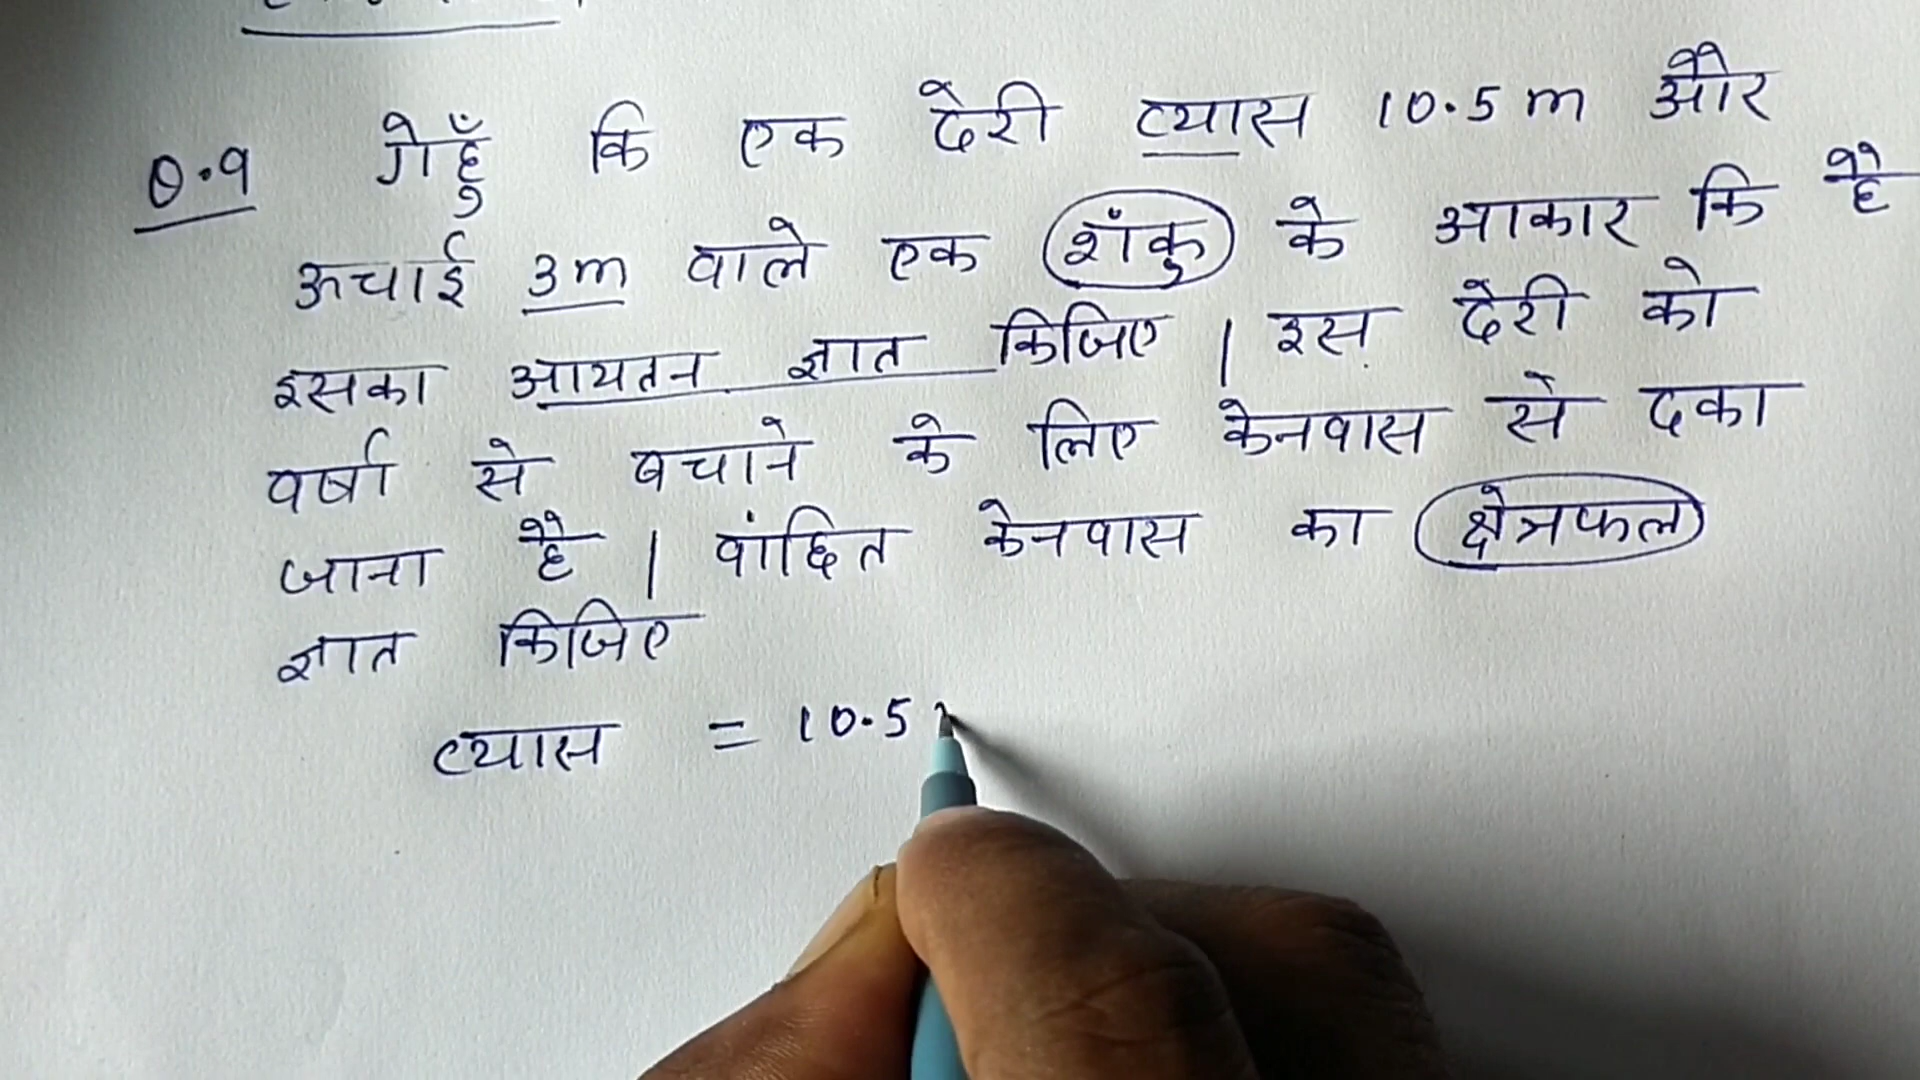 Q.9 गेहुँ कि एक ढेरी व्यास 10.5 m और
ऊचाई 3 m वाले एक शँकु के आकार कि है
इसका आयतन ज्ञात किजिए | इस ढेरी को
वर्षा से बचाने के लिए केनवास से ढका
जाना है | वांछित केनवास का क्षेत्रफल
ज्ञात किजिए
व्यास = 10.5